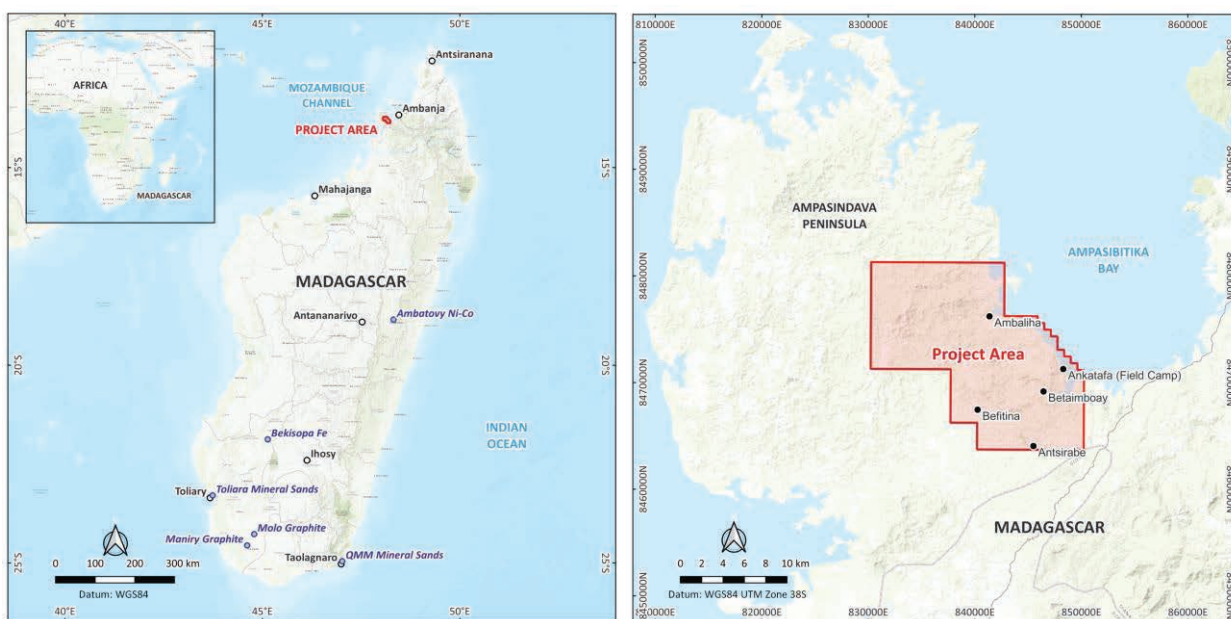 40°E
45°E
50°E
AFRICA
MADAGASCAR
MOZAMBIQUE
CHANNEL
PROJECT AREA
Antsiranana
Ambanja
15°S
15°S
Mahajanga
MADAGASCAR
Antananarivo
Ambatovy Ni-Co
20°S
20°S
Bekisopa Fe
INDIAN
OCEAN
Ihosy
Toliary
Toliara Mineral Sands
Molo Graphite
Maniry Graphite
Taolagnaro
QMM Mineral Sands
25°S
25°S
0 100 200 300 km
Datum: WGS84
40°E
45°E
50°E
810000E
820000E
830000E
840000E
850000E
860000E
8500000N
8490000N
8480000N
8470000N
8460000N
8450000N
AMPASINDAVA
PENINSULA
AMPASIBITIKA
BAY
Ambaliha
Project Area
Ankatafa (Field Camp)
Betaimboay
Befitina
Antsirabe
MADAGASCAR
0 2 4 6 8 10 km
Datum: WGS84 UTM Zone 38S
810000E
820000E
830000E
840000E
850000E
860000E